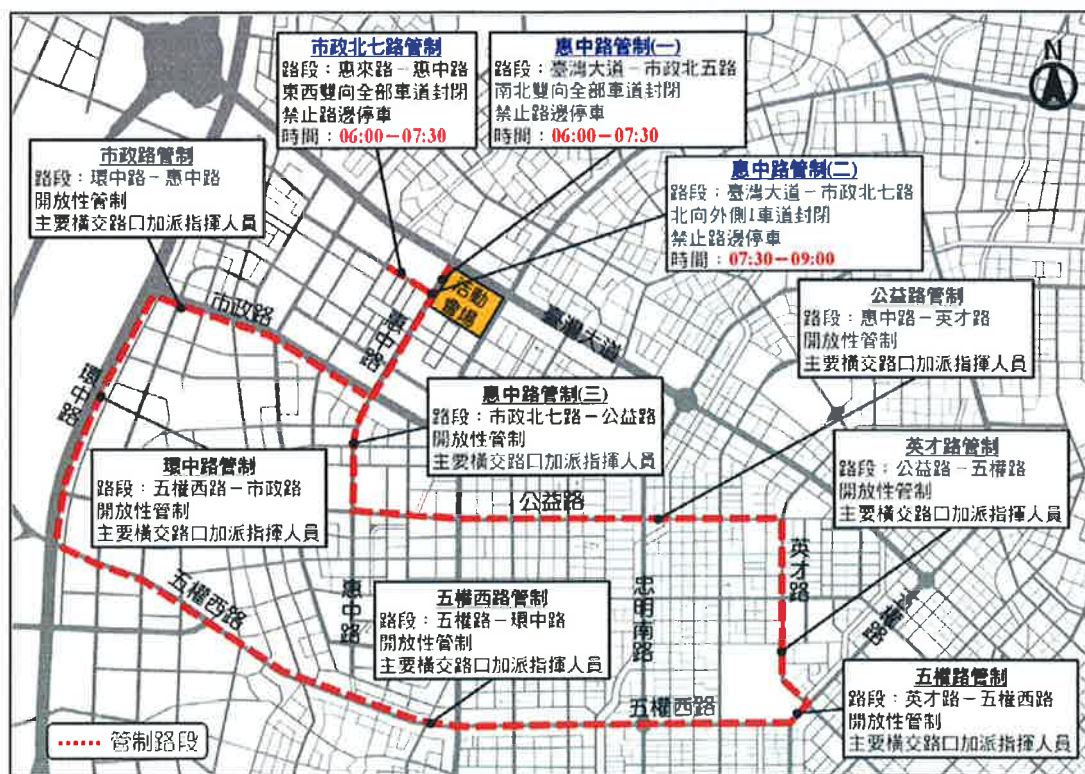 市政北七路管制
路段：惠來路－惠中路
東西雙向全部車道封閉
禁止路邊停車
時間：06:00－07:30
惠中路管制(一)
路段：臺灣大道－市政北五路
南北雙向全部車道封閉
禁止路邊停車
時間：06:00－07:30
N
市政路管制
路段：環中路－惠中路
開放性管制
主要橫交路口加派指揮人員
惠中路管制(二)
路段：臺灣大道－市政北七路
北向外側1車道封閉
禁止路邊停車
時間：07:30－09:00
公益路管制
路段：惠中路－英才路
開放性管制
主要橫交路口加派指揮人員
活動
會場
市政路
惠中路
臺灣大道
環中路
惠中路管制(三)
路段：市政北七路－公益路
開放性管制
主要橫交路口加派指揮人員
英才路管制
路段：公益路－五權路
開放性管制
主要橫交路口加派指揮人員
環中路管制
路段：五權西路－市政路
開放性管制
主要橫交路口加派指揮人員
公益路
英才路
五權西路
惠中路
忠明南路
五權路
五權西路管制
路段：五權路－環中路
開放性管制
主要橫交路口加派指揮人員
五權西路
五權路管制
路段：英才路－五權西路
開放性管制
主要橫交路口加派指揮人員
管制路段